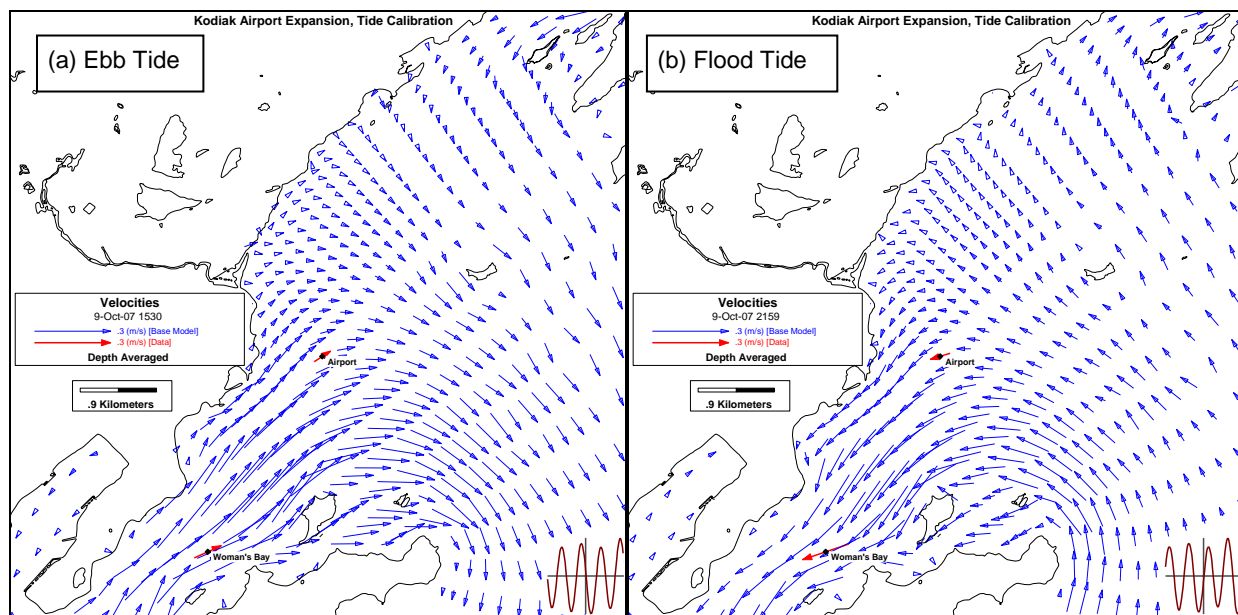 Kodiak Airport Expansion, Tide Calibration
(a) Ebb Tide
Velocities
9-Oct-07 1530
.3 (m/s) [Base Model]
.3 (m/s) [Data]
Depth Averaged
.9 Kilometers
Airport
Woman's Bay
Kodiak Airport Expansion, Tide Calibration
(b) Flood Tide
Velocities
9-Oct-07 2159
.3 (m/s) [Base Model]
.3 (m/s) [Data]
Depth Averaged
.9 Kilometers
Airport
Woman's Bay